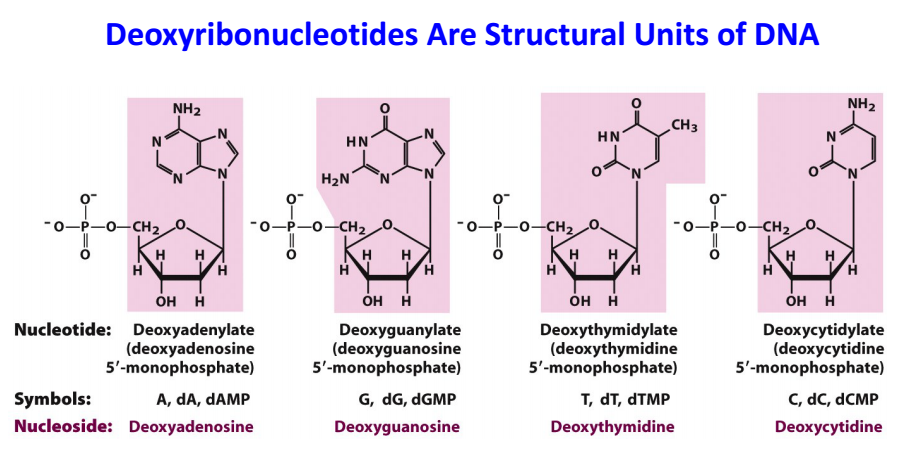 Deoxyribonucleotides Are Structural Units of DNA
NH₂
N
N
N
N
O⁻
⁻O—P—O—CH₂
O
O
H
H
H
H
OH
H
O
HN
N
H₂N
N
N
O⁻
⁻O—P—O—CH₂
O
O
H
H
H
H
OH
H
O
CH₃
HN
O
N
O⁻
⁻O—P—O—CH₂
O
O
H
H
H
H
OH
H
NH₂
N
O
N
O⁻
⁻O—P—O—CH₂
O
O
H
H
H
H
OH
H
Nucleotide: Deoxyadenylate Deoxyguanylate Deoxythymidylate Deoxycytidylate
(deoxyadenosine (deoxyguanosine (deoxythymidine (deoxycytidine
5′-monophosphate) 5′-monophosphate) 5′-monophosphate) 5′-monophosphate)
Symbols: A, dA, dAMP G, dG, dGMP T, dT, dTMP C, dC, dCMP
Nucleoside: Deoxyadenosine Deoxyguanosine Deoxythymidine Deoxycytidine